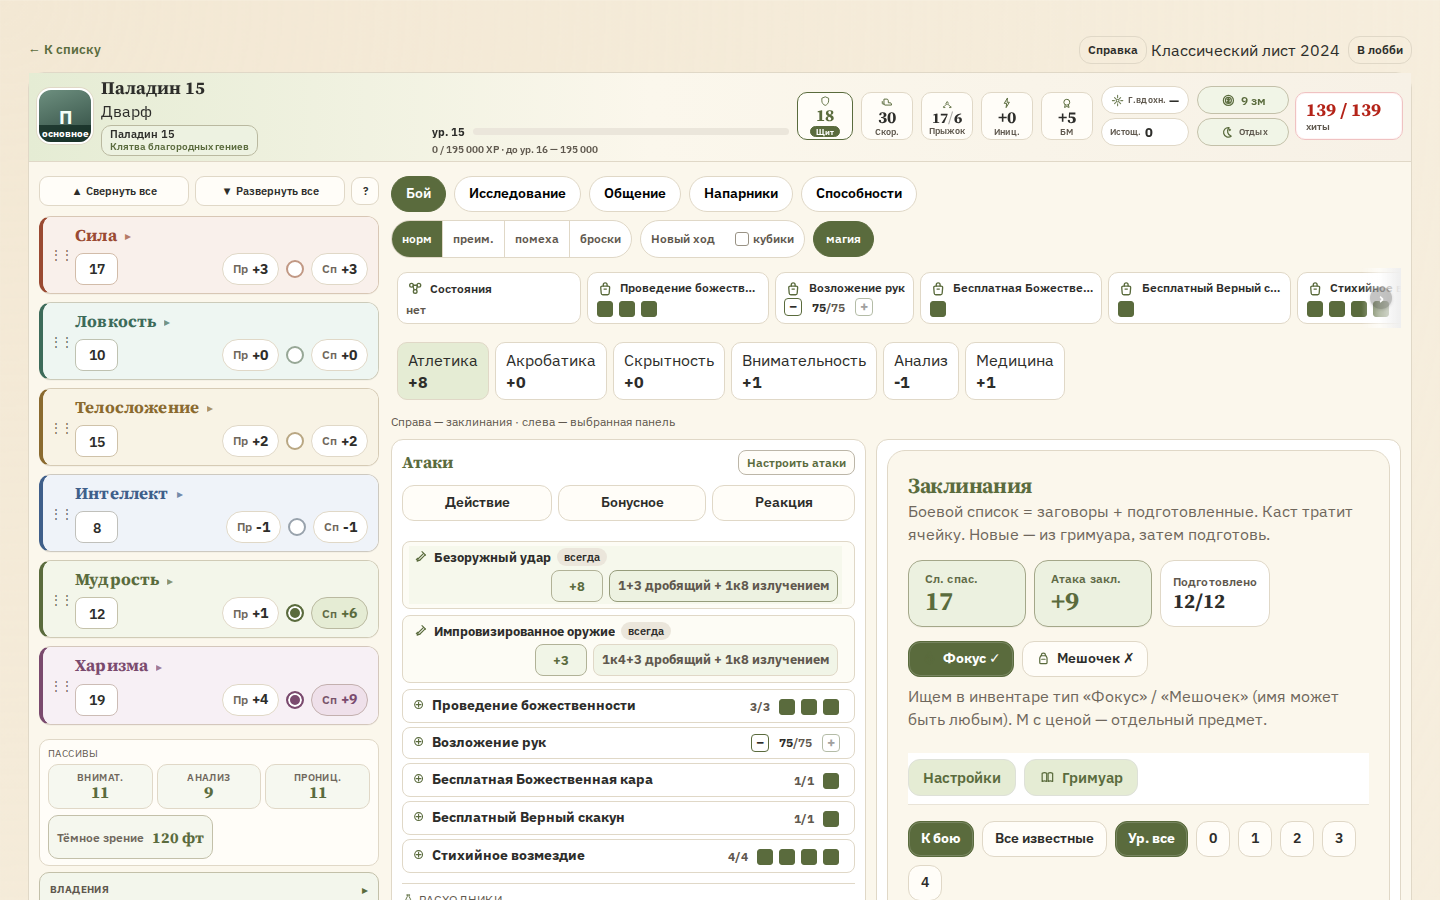 ← К списку
Справка Классический лист 2024 В лобби
П
основное
Паладин 15
Дварф
Паладин 15
Клятва благородных гениев
ур. 15
0 / 195 000 XP · до ур. 16 — 195 000
18
Щит
30
Скор.
17/6
Прыжок
+0
Иниц.
+5
БМ
Г.вдохн. —
Истощ. 0
9 зм
Отдых
139 / 139
хиты
▲ Свернуть все
▼ Развернуть все
?
Сила ▸
17
Пр +3
Сп +3
Ловкость ▸
10
Пр +0
Сп +0
Телосложение ▸
15
Пр +2
Сп +2
Интеллект ▸
8
Пр -1
Сп -1
Мудрость ▸
12
Пр +1
Сп +6
Харизма ▸
19
Пр +4
Сп +9
ПАССИВЫ
ВНИМАТ.
11
АНАЛИЗ
9
ПРОНИЦ.
11
Тёмное зрение 120 фт
ВЛАДЕНИЯ ▸
Бой
Исследование
Общение
Напарники
Способности
норм
преим.
помеха
броски
Новый ход
кубики
магия
Состояния
нет
Проведение божеств...
Возложение рук
− 75/75 +
Бесплатная Божестве...
Бесплатный Верный с...
Стихийное
›
Атлетика
+8
Акробатика
+0
Скрытность
+0
Внимательность
+1
Анализ
-1
Медицина
+1
Справа — заклинания · слева — выбранная панель
Атаки
Настроить атаки
Действие
Бонусное
Реакция
Безоружный удар всегда
+8
1+3 дробящий + 1к8 излучением
Импровизированное оружие всегда
+3
1к4+3 дробящий + 1к8 излучением
Проведение божественности 3/3
Возложение рук − 75/75 +
Бесплатная Божественная кара 1/1
Бесплатный Верный скакун 1/1
Стихийное возмездие 4/4
РАСХОДНИКИ
Заклинания
Боевой список = заговоры + подготовленные. Каст тратит
ячейку. Новые — из гримуара, затем подготовь.
Сл. спас.
17
Атака закл.
+9
Подготовлено
12/12
Фокус ✓
Мешочек ✗
Ищем в инвентаре тип «Фокус» / «Мешочек» (имя может
быть любым). М с ценой — отдельный предмет.
Настройки
Гримуар
К бою
Все известные
Ур. все
0
1
2
3
4